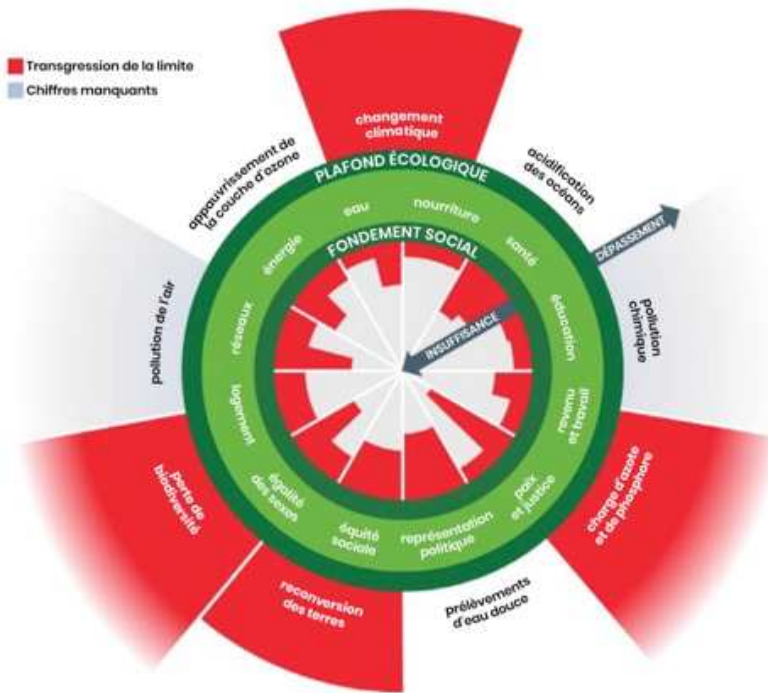 Transgression de la limite
Chiffres manquants
changement
climatique
appauvrissement de
la couche d'ozone
acidification
des océans
PLAFOND ÉCOLOGIQUE
eau
nourriture
énergie
santé
FONDEMENT SOCIAL
DÉPASSEMENT
réseaux
éducation
INSUFFISANCE
pollution de l'air
pollution
chimique
logement
revenu
et travail
perte de
biodiversité
égalité
des sexes
équité
sociale
représentation
politique
paix
et justice
charge d'azote
et de phosphore
reconversion
des terres
prélèvements
d'eau douce